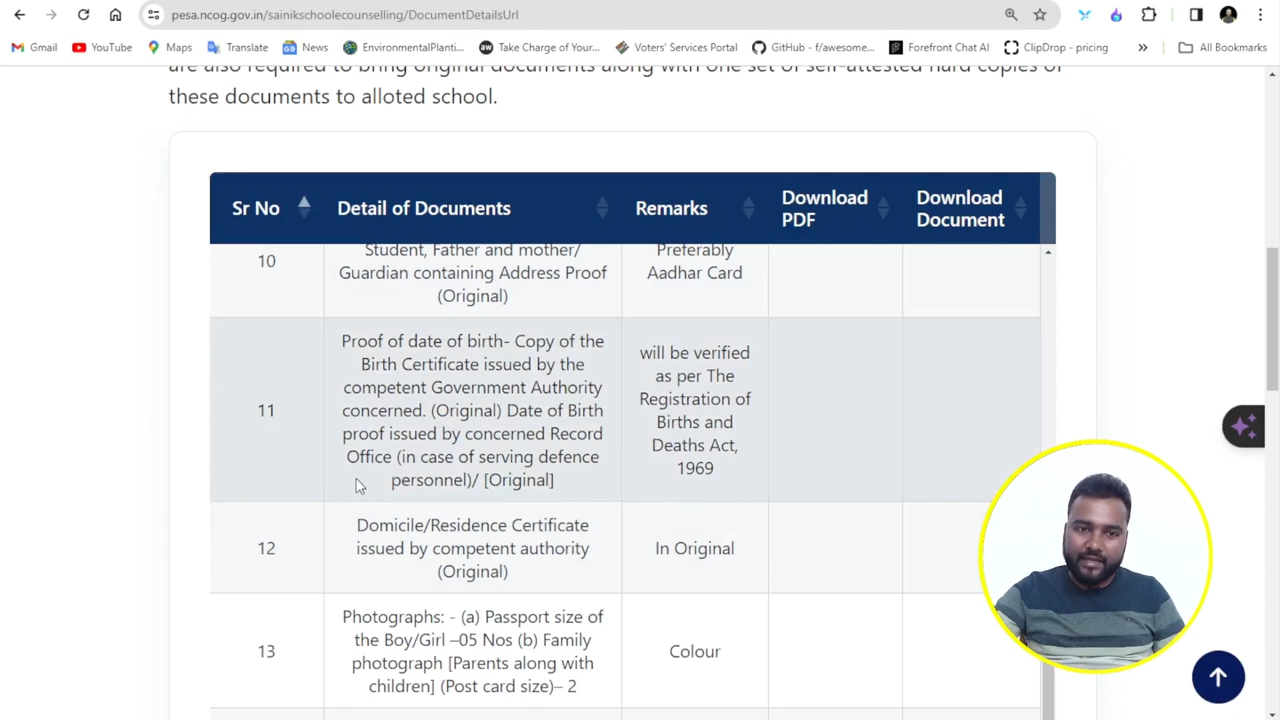 pesa.ncog.gov.in/sainikschoolecounselling/DocumentDetailsUrl
Gmail YouTube Maps Translate News EnvironmentalPlanti... Take Charge of Your... Voters' Services Portal GitHub - f/awesome... Forefront Chat AI ClipDrop - pricing » All Bookmarks
are also required to bring original documents along with one set of self-attested hard copies of
these documents to alloted school.
Sr No Detail of Documents Remarks Download PDF Download Document
10
Student, Father and mother/
Guardian containing Address Proof
(Original)
Preferably
Aadhar Card
11
Proof of date of birth- Copy of the
Birth Certificate issued by the
competent Government Authority
concerned. (Original) Date of Birth
proof issued by concerned Record
Office (in case of serving defence
personnel)/ [Original]
will be verified
as per The
Registration of
Births and
Deaths Act,
1969
12
Domicile/Residence Certificate
issued by competent authority
(Original)
In Original
13
Photographs: - (a) Passport size of
the Boy/Girl –05 Nos (b) Family
photograph [Parents along with
children] (Post card size)– 2
Colour